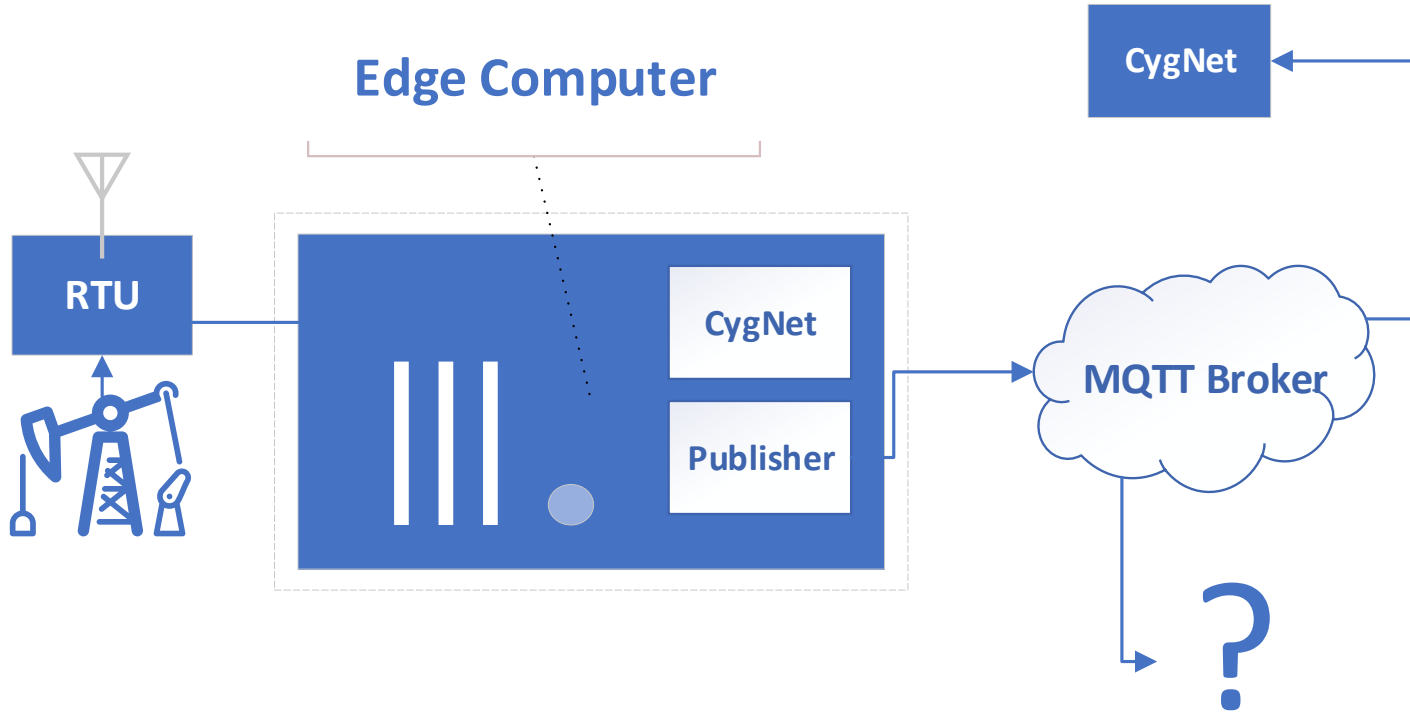 Edge Computer
CygNet
RTU
CygNet
Publisher
MQTT Broker
?